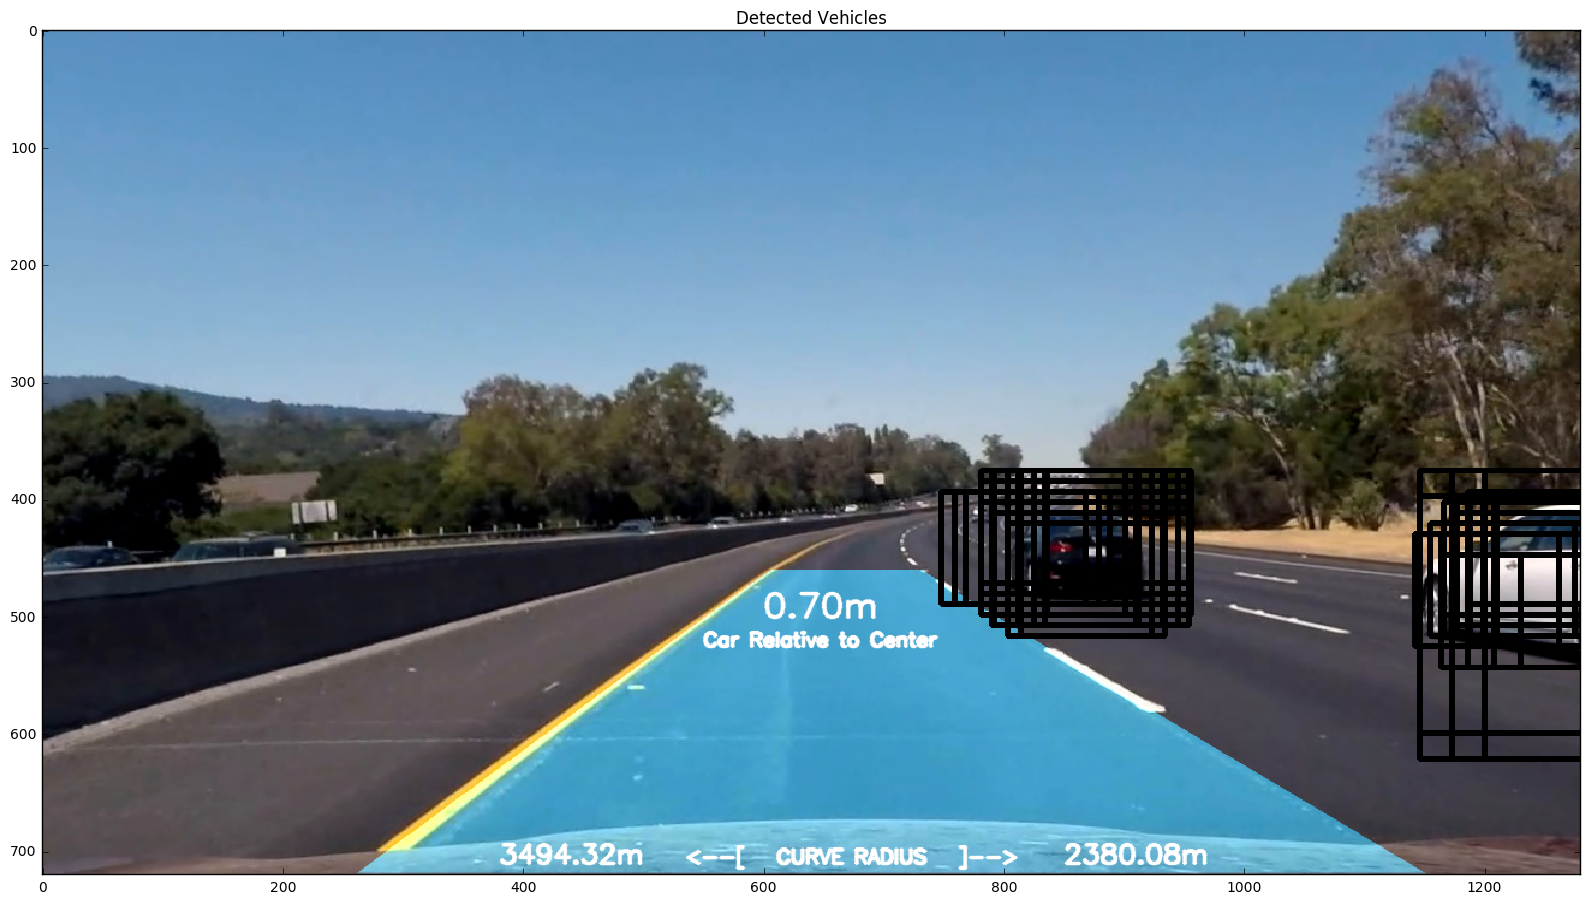 Detected Vehicles
0
100
200
300
400
500
600
700
0.70m
Car Relative to Center
3494.32m <--[ CURVE RADIUS ]--> 2380.08m
0 200 400 600 800 1000 1200